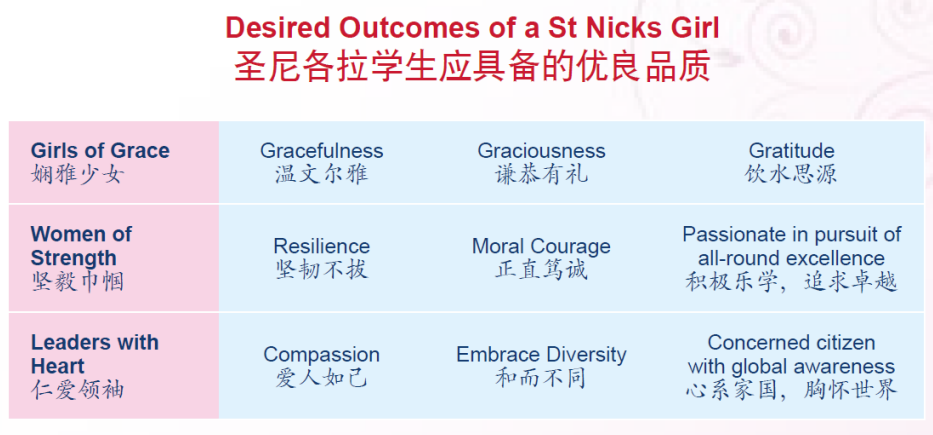 Desired Outcomes of a St Nicks Girl
圣尼各拉学生应具备的优良品质
Girls of Grace
娴雅少女
Gracefulness
温文尔雅
Graciousness
谦恭有礼
Gratitude
饮水思源
Women of
Strength
坚毅巾帼
Resilience
坚韧不拔
Moral Courage
正直笃诚
Passionate in pursuit of
all-round excellence
积极乐学，追求卓越
Leaders with
Heart
仁爱领袖
Compassion
爱人如己
Embrace Diversity
和而不同
Concerned citizen
with global awareness
心系家国，胸怀世界